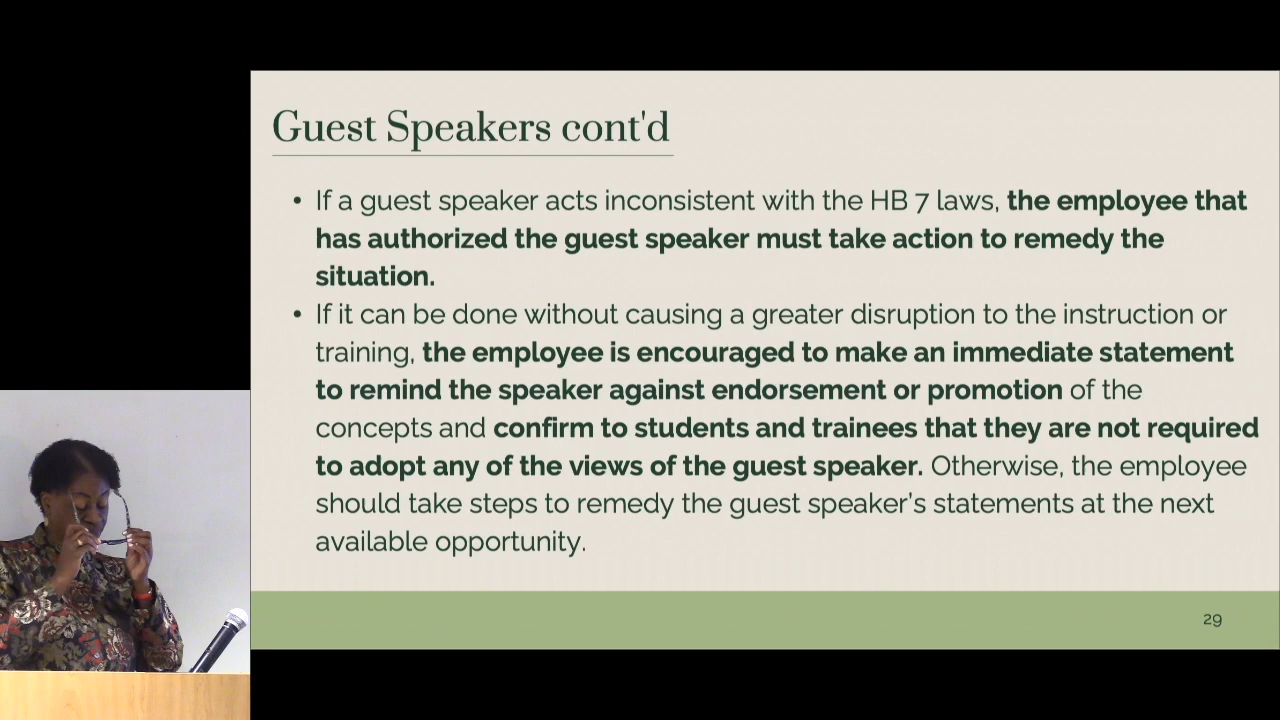 Guest Speakers cont'd
• If a guest speaker acts inconsistent with the HB 7 laws, the employee that
has authorized the guest speaker must take action to remedy the
situation.
• If it can be done without causing a greater disruption to the instruction or
training, the employee is encouraged to make an immediate statement
to remind the speaker against endorsement or promotion of the
concepts and confirm to students and trainees that they are not required
to adopt any of the views of the guest speaker. Otherwise, the employee
should take steps to remedy the guest speaker’s statements at the next
available opportunity.
29